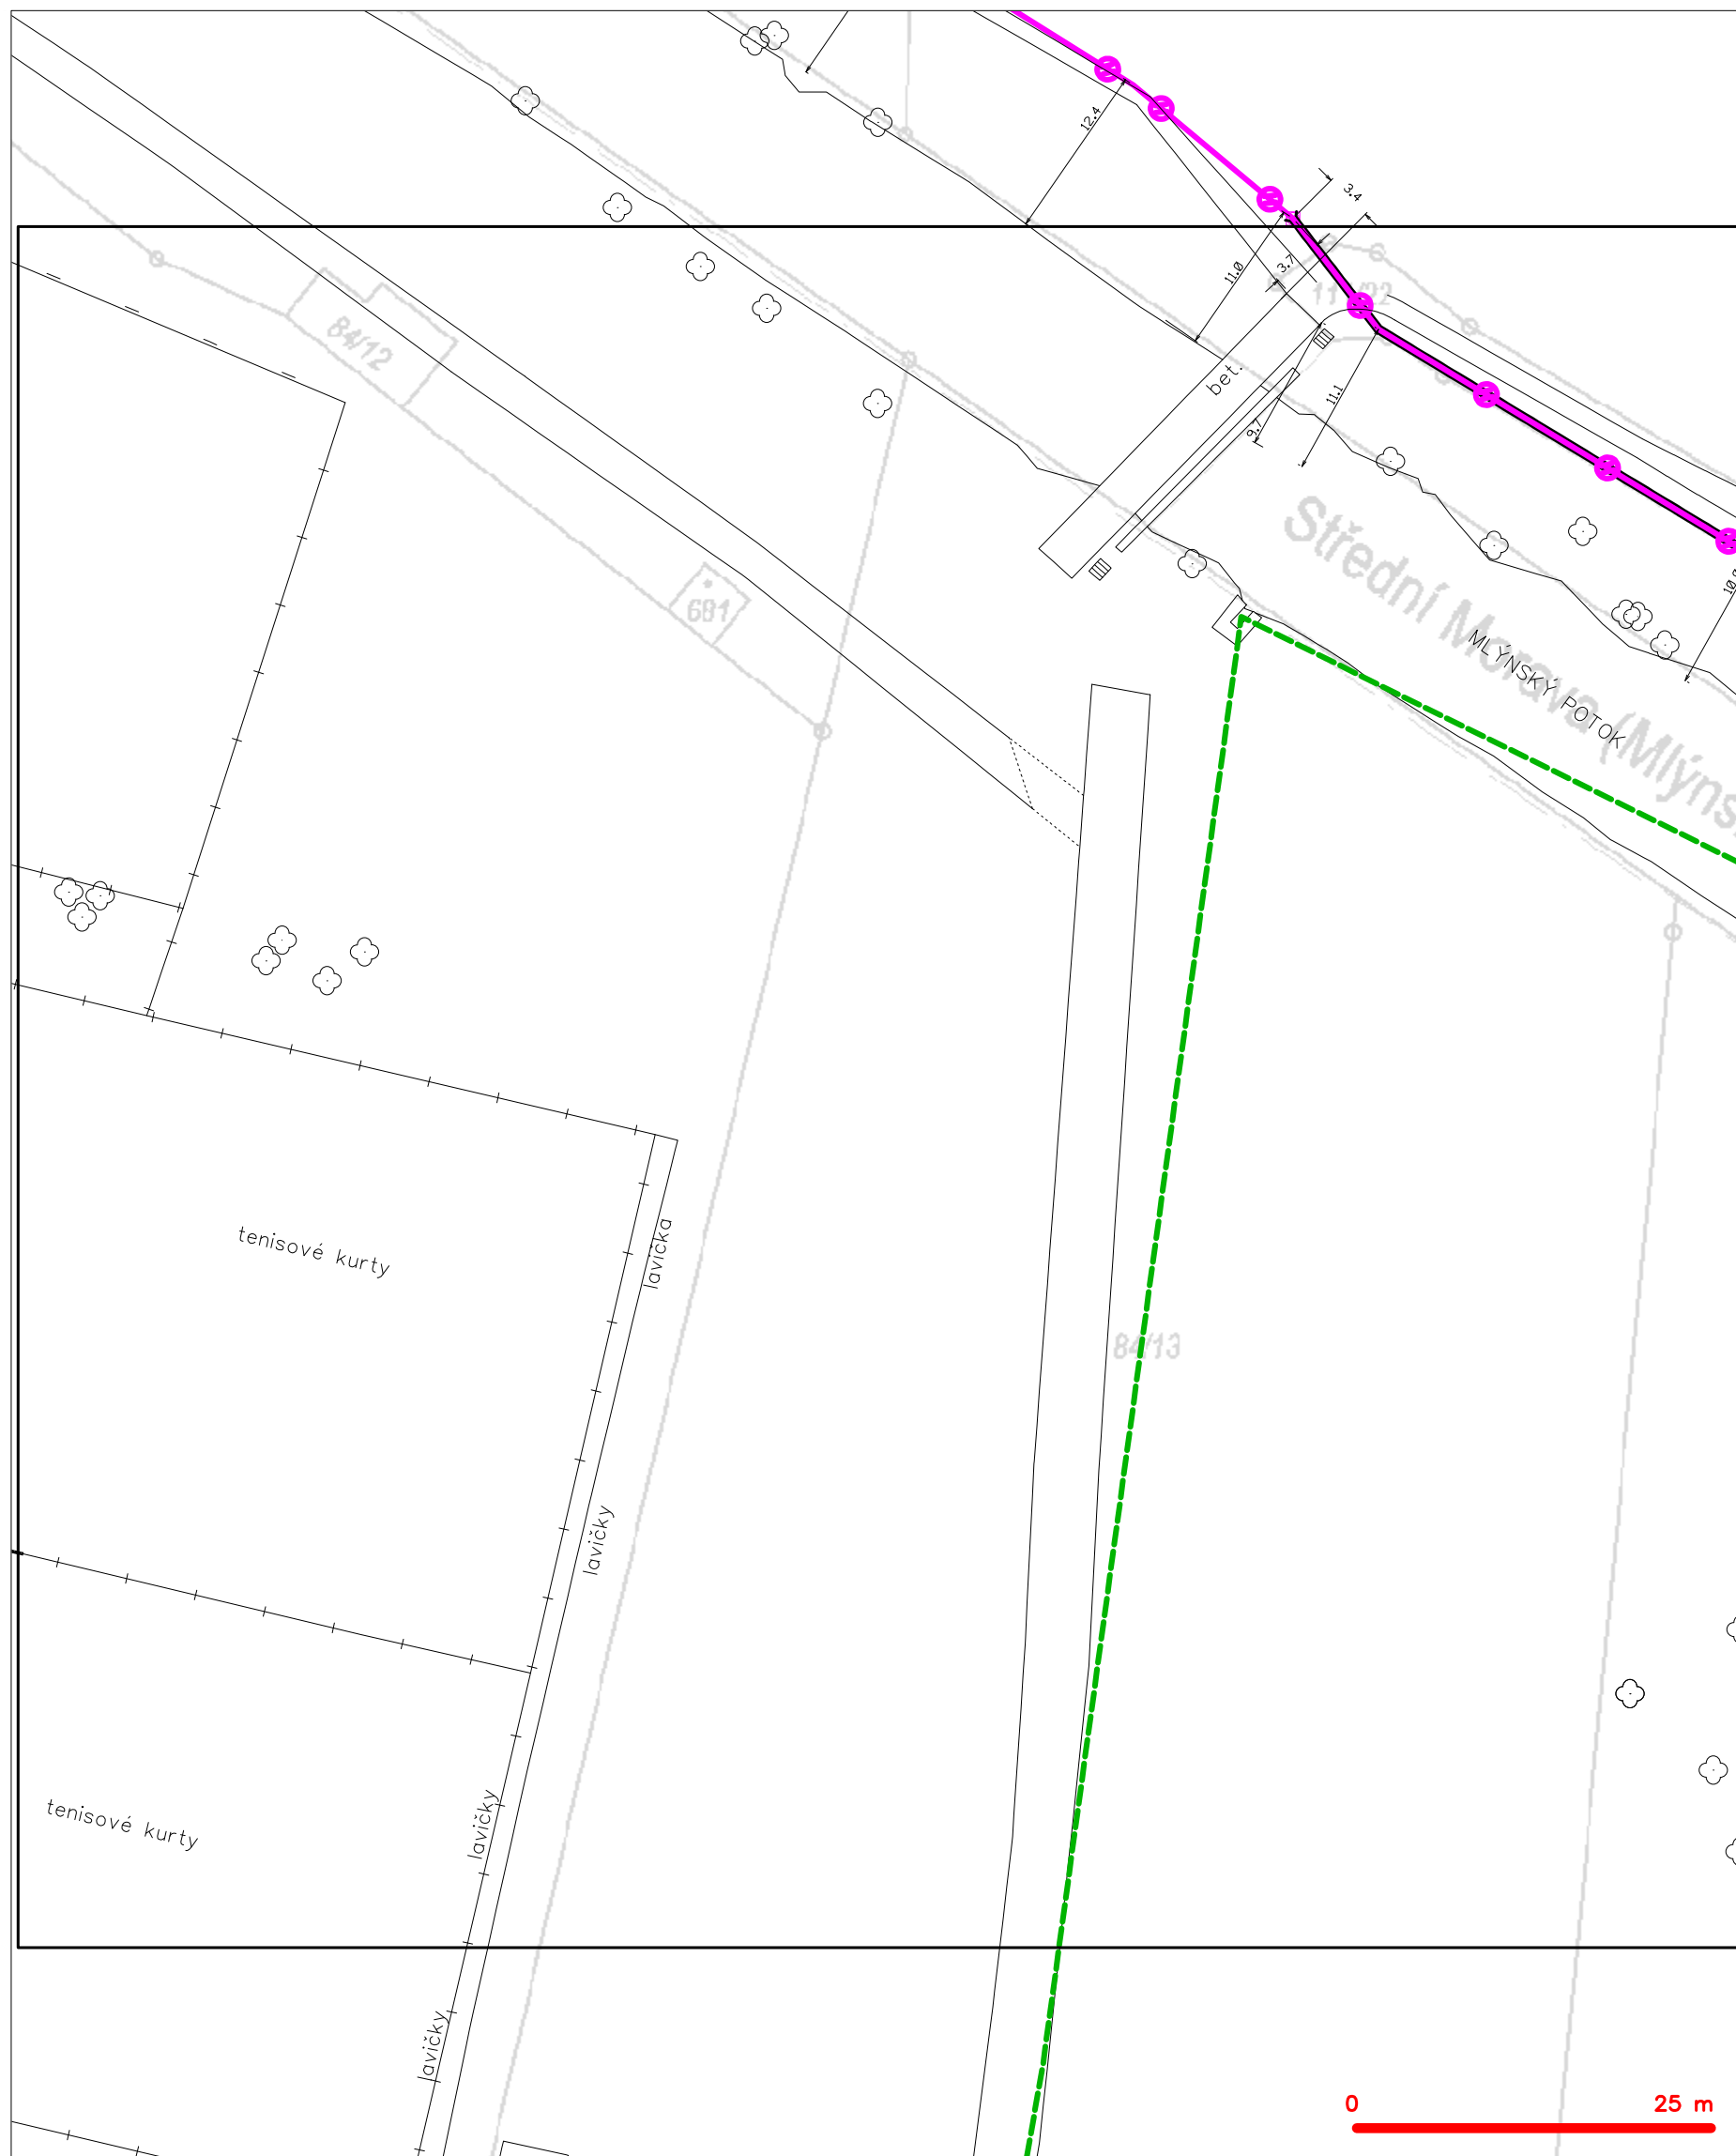 12.4
3.4
11.0
3.7
84/12
bet.
11.1
9.7
Střední Morava (Mlýns
681
MLÝNSKÝ POTOK
tenisové kurty
lavička
84/13
lavičky
tenisové kurty
lavičky
lavičky
0 25 m